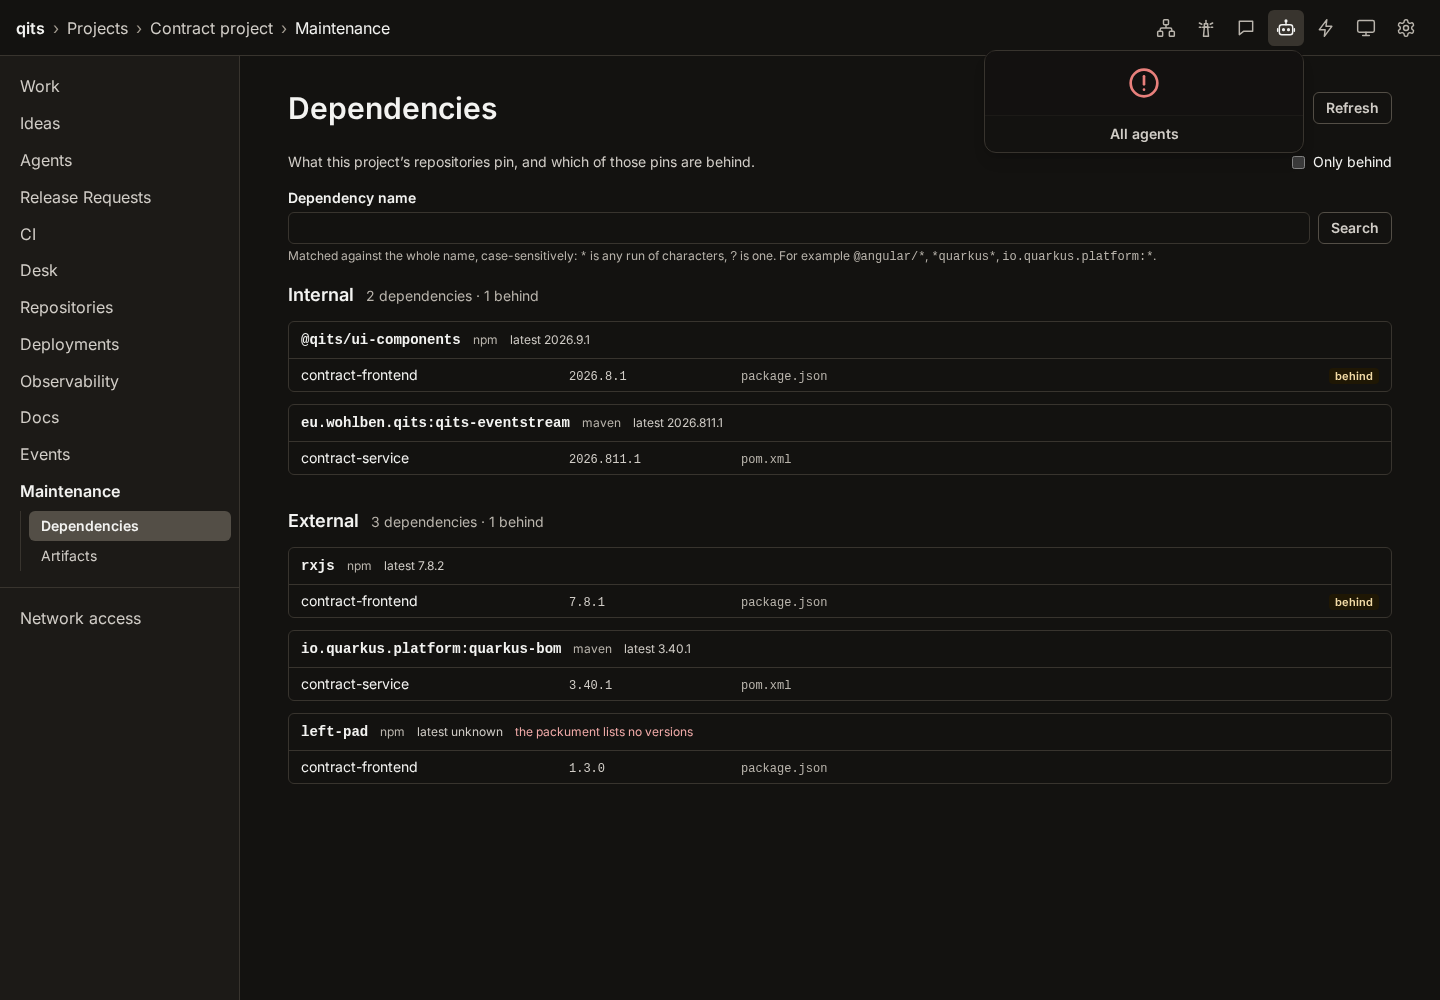 qits › Projects › Contract project › Maintenance
Work
Ideas
Agents
Release Requests
CI
Desk
Repositories
Deployments
Observability
Docs
Events
Maintenance
Dependencies
Artifacts
Network access
All agents
Dependencies
Refresh
What this project’s repositories pin, and which of those pins are behind.
Only behind
Dependency name
Search
Matched against the whole name, case-sensitively: * is any run of characters, ? is one. For example @angular/*, *quarkus*, io.quarkus.platform:*.
Internal 2 dependencies · 1 behind
@qits/ui-components npm latest 2026.9.1
contract-frontend 2026.8.1 package.json behind
eu.wohlben.qits:qits-eventstream maven latest 2026.811.1
contract-service 2026.811.1 pom.xml
External 3 dependencies · 1 behind
rxjs npm latest 7.8.2
contract-frontend 7.8.1 package.json behind
io.quarkus.platform:quarkus-bom maven latest 3.40.1
contract-service 3.40.1 pom.xml
left-pad npm latest unknown the packument lists no versions
contract-frontend 1.3.0 package.json